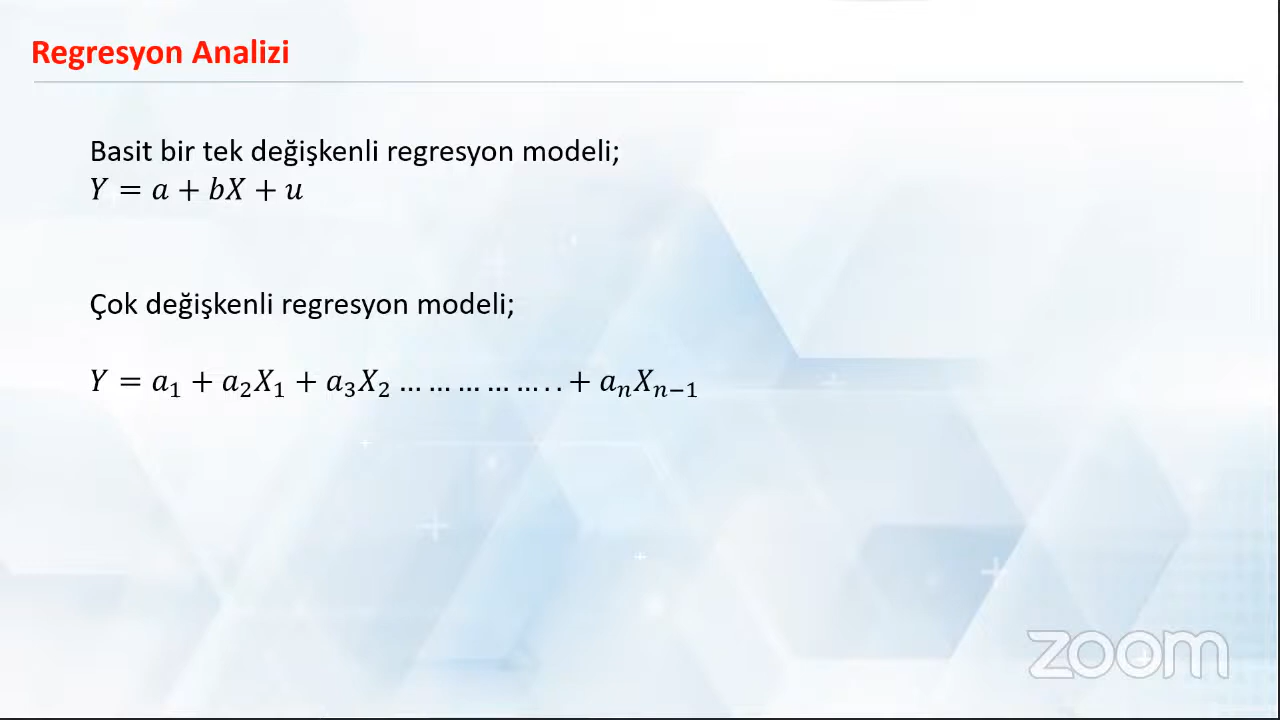 Regresyon Analizi
Basit bir tek değişkenli regresyon modeli;
Y = a + bX + u
Çok değişkenli regresyon modeli;
Y = a₁ + a₂X₁ + a₃X₂ … … … … ….. + aₙXₙ₋₁
zoom